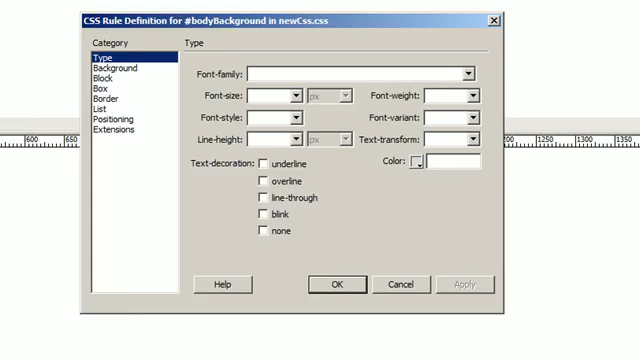 CSS Rule Definition for #bodyBackground in newCss.css
Category
Type
Background
Block
Box
Border
List
Positioning
Extensions
Type
Font-family:
Font-size:
px
Font-weight:
Font-style:
Font-variant:
Line-height:
px
Text-transform:
Text-decoration:
underline
Color:
overline
line-through
blink
none
Help
OK
Cancel
Apply
600
650
1200
1250
1300
1350